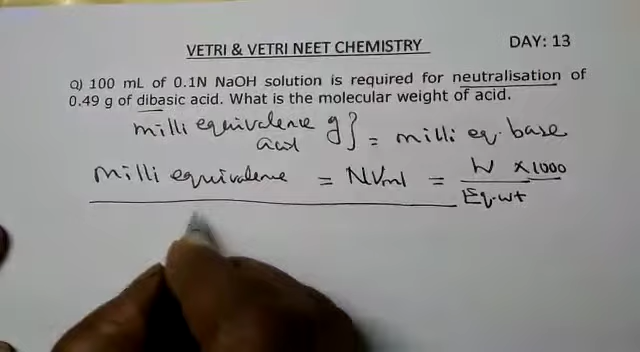 VETRI & VETRI NEET CHEMISTRY DAY: 13
Q) 100 mL of 0.1N NaOH solution is required for neutralisation of
0.49 g of dibasic acid. What is the molecular weight of acid.
milli equivalence of } = milli eq. base
acid
Milli equivalence = NVml = W x 1000
Eq.wt